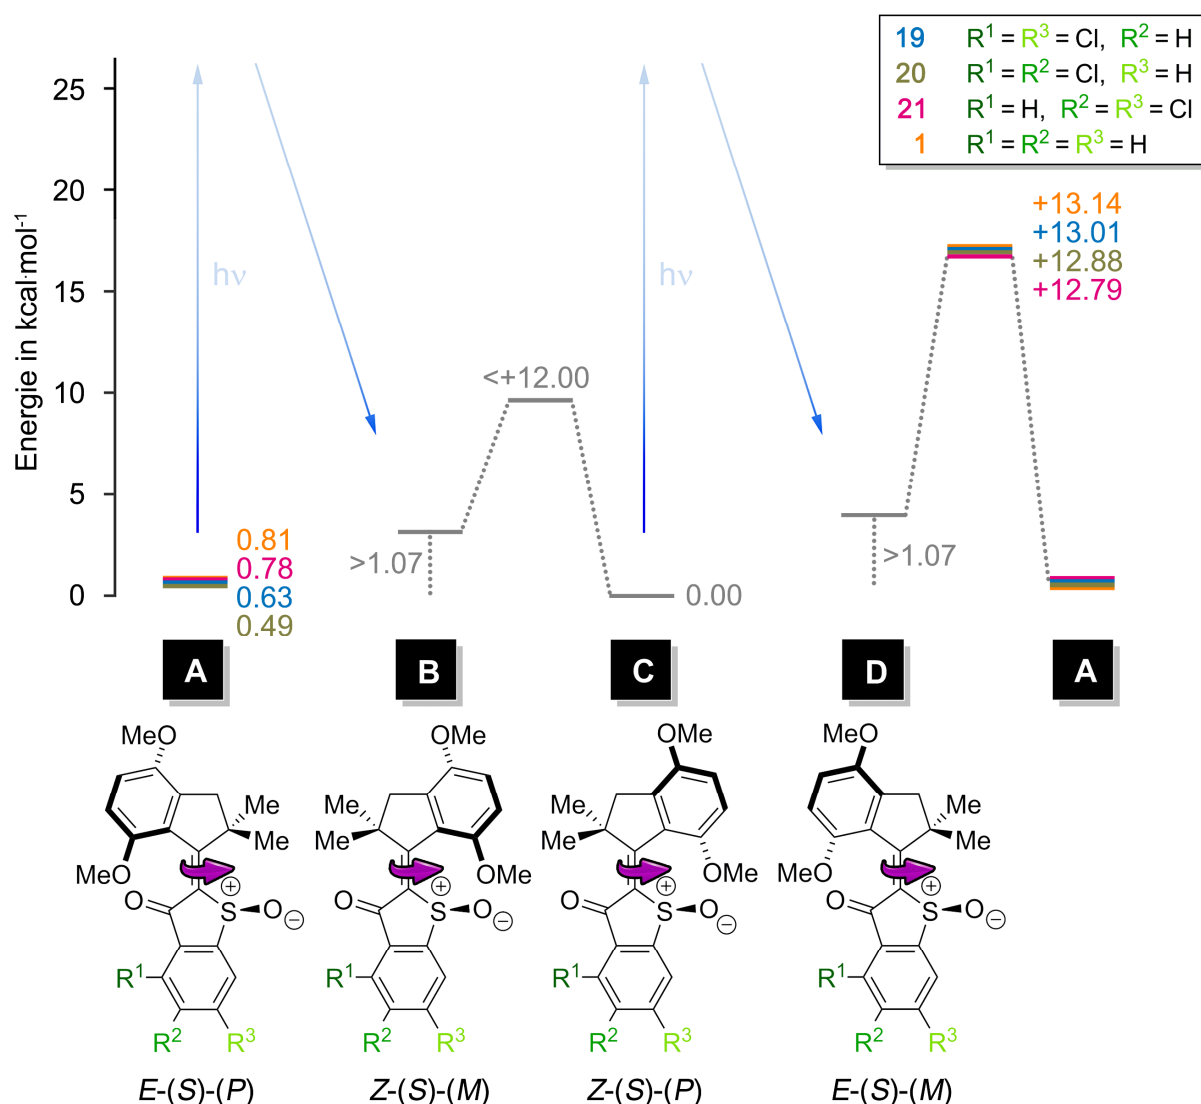 19 R¹ = R³ = Cl, R² = H
20 R¹ = R² = Cl, R³ = H
21 R¹ = H, R² = R³ = Cl
1 R¹ = R² = R³ = H
Energie in kcal·mol⁻¹
25
20
15
10
5
0
hν
hν
+13.14
+13.01
+12.88
+12.79
<+12.00
>1.07
>1.07
0.00
0.81
0.78
0.63
0.49
A B C D A
MeO OMe OMe MeO
Me Me Me Me
Me Me Me Me
MeO OMe OMe MeO
O S + O − O S + O − O S + O − O S + O −
R¹ R¹ R¹ R¹
R² R³ R² R³ R² R³ R² R³
E-(S)-(P) Z-(S)-(M) Z-(S)-(P) E-(S)-(M)